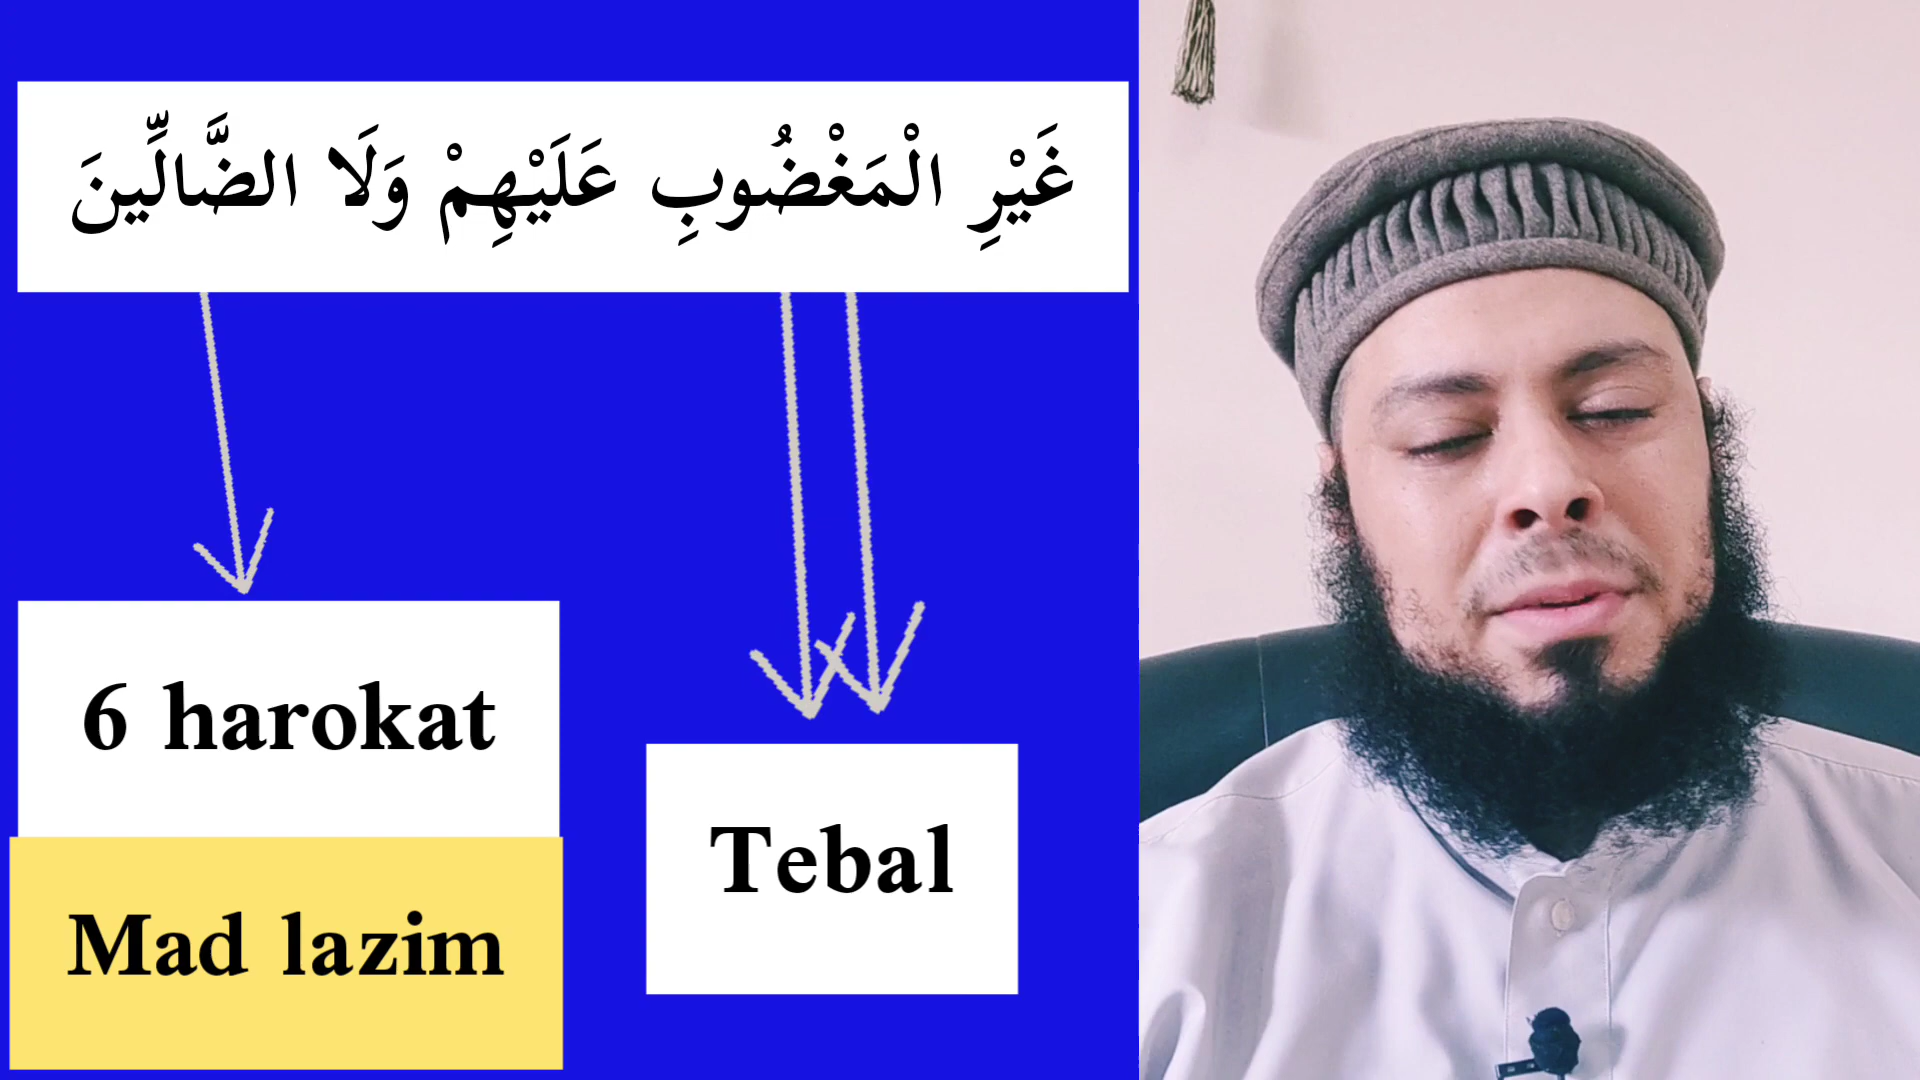 غَيْرِ الْمَغْضُوبِ عَلَيْهِمْ وَلَا الضَّالِّينَ
6 harokat
Mad lazim
Tebal